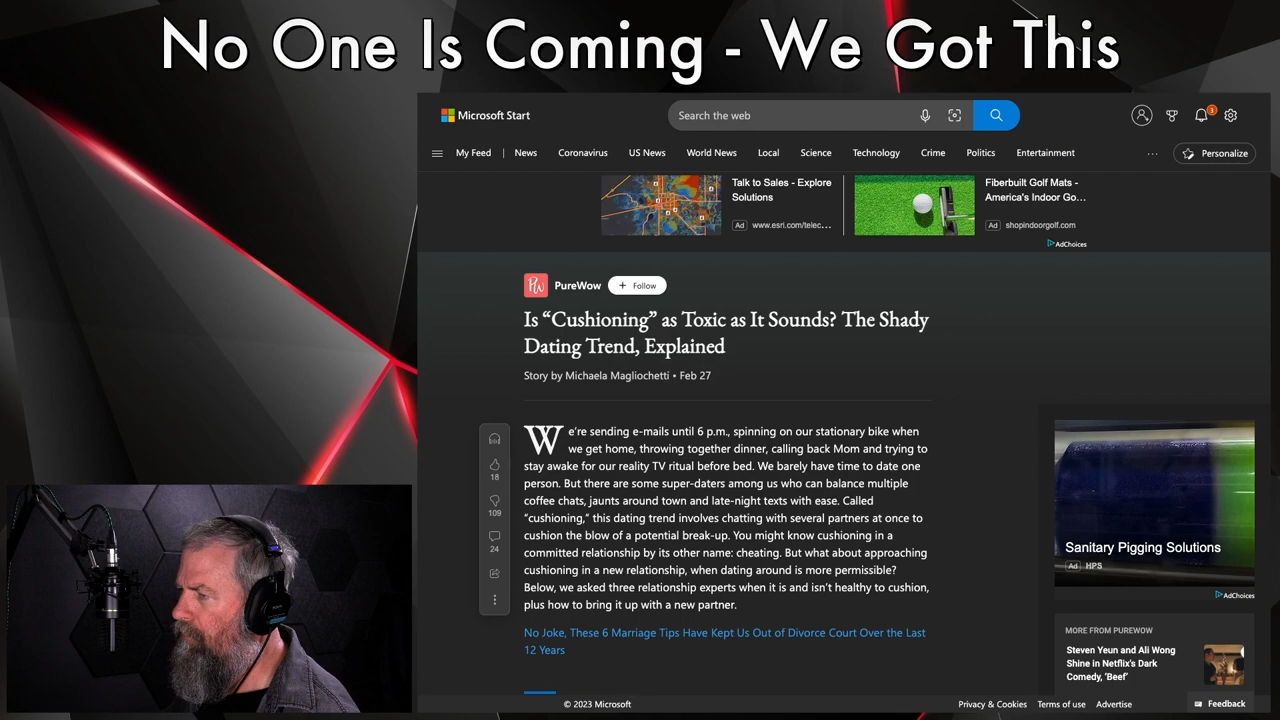 No One Is Coming - We Got This
Microsoft Start
Search the web
3
My Feed
News
Coronavirus
US News
World News
Local
Science
Technology
Crime
Politics
Entertainment
Personalize
Talk to Sales - Explore
Solutions
Ad www.esri.com/telec...
Fiberbuilt Golf Mats -
America's Indoor Go...
Ad shopindoorgolf.com
AdChoices
PW
PureWow
+ Follow
Is “Cushioning” as Toxic as It Sounds? The Shady
Dating Trend, Explained
Story by Michaela Magliochetti • Feb 27
We’re sending e-mails until 6 p.m., spinning on our stationary bike when
we get home, throwing together dinner, calling back Mom and trying to
stay awake for our reality TV ritual before bed. We barely have time to date one
person. But there are some super-daters among us who can balance multiple
coffee chats, jaunts around town and late-night texts with ease. Called
“cushioning,” this dating trend involves chatting with several partners at once to
cushion the blow of a potential break-up. You might know cushioning in a
committed relationship by its other name: cheating. But what about approaching
cushioning in a new relationship, when dating around is more permissible?
Below, we asked three relationship experts when it is and isn’t healthy to cushion,
plus how to bring it up with a new partner.
No Joke, These 6 Marriage Tips Have Kept Us Out of Divorce Court Over the Last
12 Years
18
109
24
Sanitary Pigging Solutions
Ad HPS
AdChoices
MORE FROM PUREWOW
Steven Yeun and Ali Wong
Shine in Netflix's Dark
Comedy, ‘Beef’
© 2023 Microsoft
Privacy & Cookies
Terms of use
Advertise
Feedback